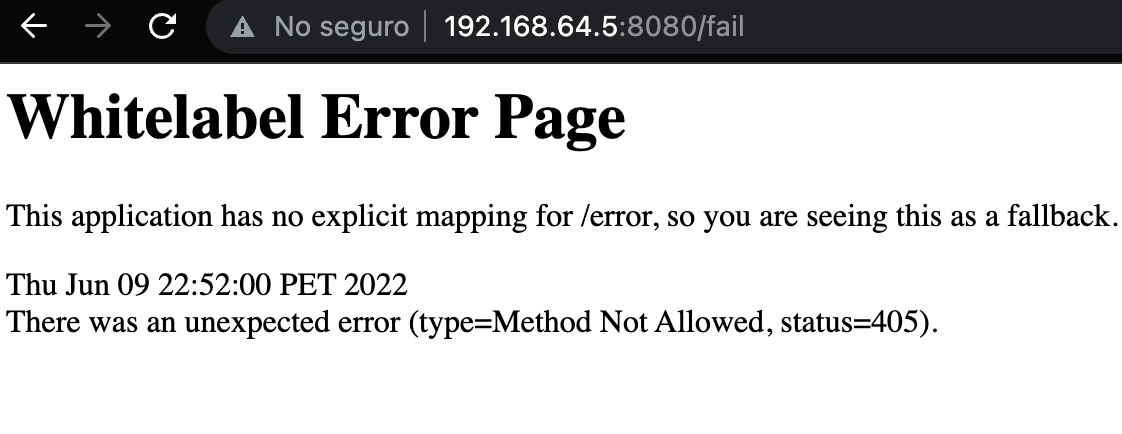 No seguro 192.168.64.5:8080/fail
Whitelabel Error Page
This application has no explicit mapping for /error, so you are seeing this as a fallback.
Thu Jun 09 22:52:00 PET 2022
There was an unexpected error (type=Method Not Allowed, status=405).